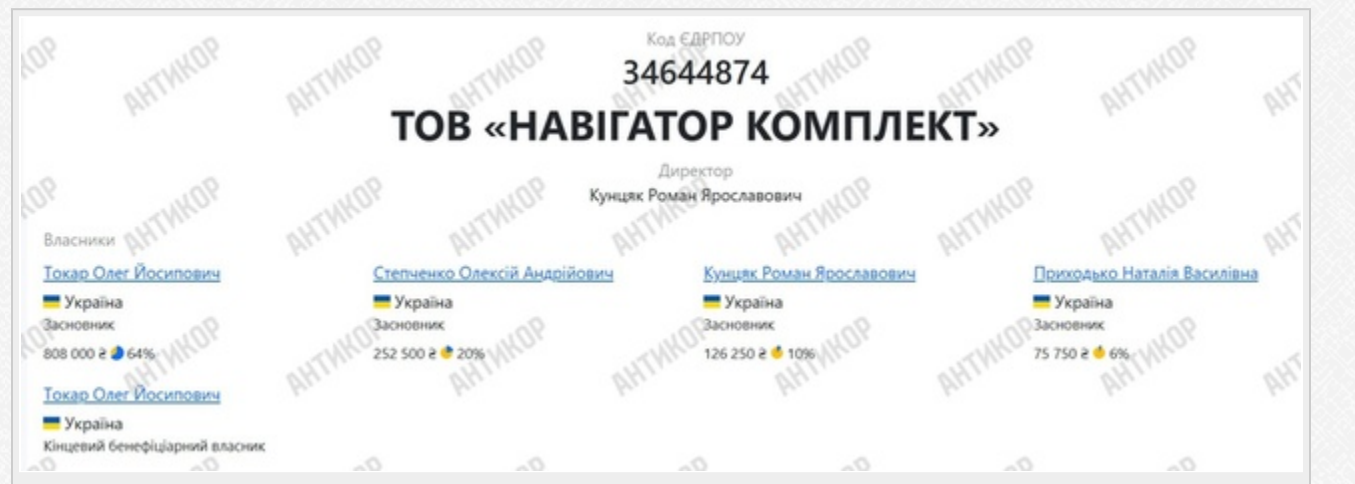 Код ЄДРПОУ
34644874
ТОВ «НАВІГАТОР КОМПЛЕКТ»
Директор
Кунцяк Роман Ярославович
Власники
Токар Олег Йосипович
Україна
Засновник
808 000 ₴ 64%
Степченко Олексій Андрійович
Україна
Засновник
252 500 ₴ 20%
Кунцяк Роман Ярославович
Україна
Засновник
126 250 ₴ 10%
Приходько Наталія Василівна
Україна
Засновник
75 750 ₴ 6%
Токар Олег Йосипович
Україна
Кінцевий бенефіціарний власник
АНТИКОР